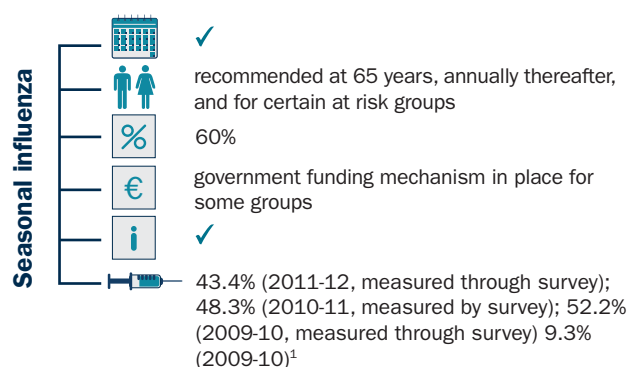 Seasonal influenza
✓
recommended at 65 years, annually thereafter,
and for certain at risk groups
%
60%
€
government funding mechanism in place for
some groups
i
✓
43.4% (2011-12, measured through survey);
48.3% (2010-11, measured by survey); 52.2%
(2009-10, measured through survey) 9.3%
(2009-10)¹